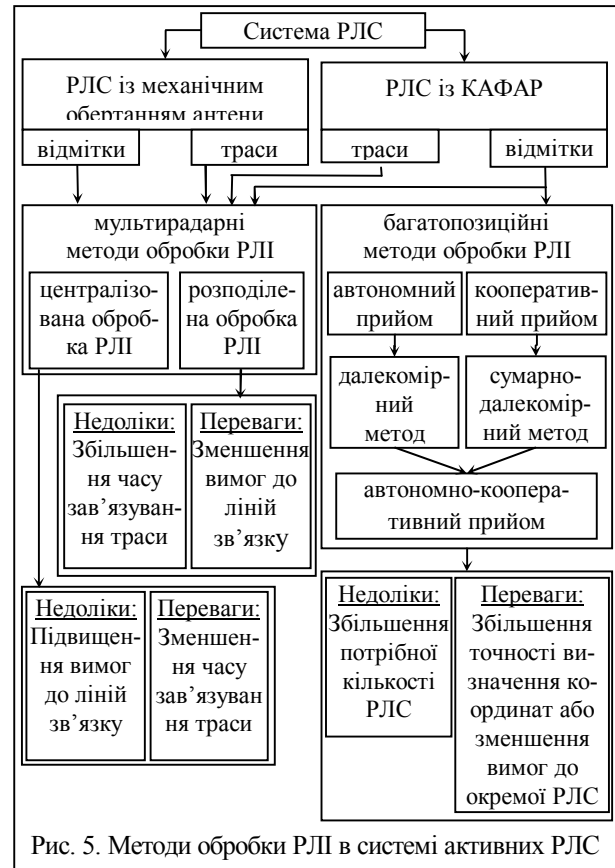 Система РЛС
РЛС із механічним
обертанням антени
РЛС із КАФАР
відмітки
траси
траси
відмітки
мультирадарні
методи обробки РЛІ
централізо-
вана оброб-
ка РЛІ
розподіле-
на обробка
РЛІ
багатопозиційні
методи обробки РЛІ
автономний
прийом
кооператив-
ний прийом
далекомір-
ний
метод
сумарно-
далекомір-
ний метод
автономно-коопера-
тивний прийом
Недоліки:
Збільшен-
ня часу
зав’язуван-
ня траси
Переваги:
Зменшення
вимог до
ліній
зв’язку
Недоліки:
Підвищен-
ня вимог
до ліній
зв’язку
Переваги:
Зменшен-
ня часу
зав’язуван
ня траси
Недоліки:
Збільшення
потрібної
кількості
РЛС
Переваги:
Збільшення
точності ви-
значення ко-
ординат або
зменшення
вимог до
окремої РЛС
Рис. 5. Методи обробки РЛІ в системі активних РЛС